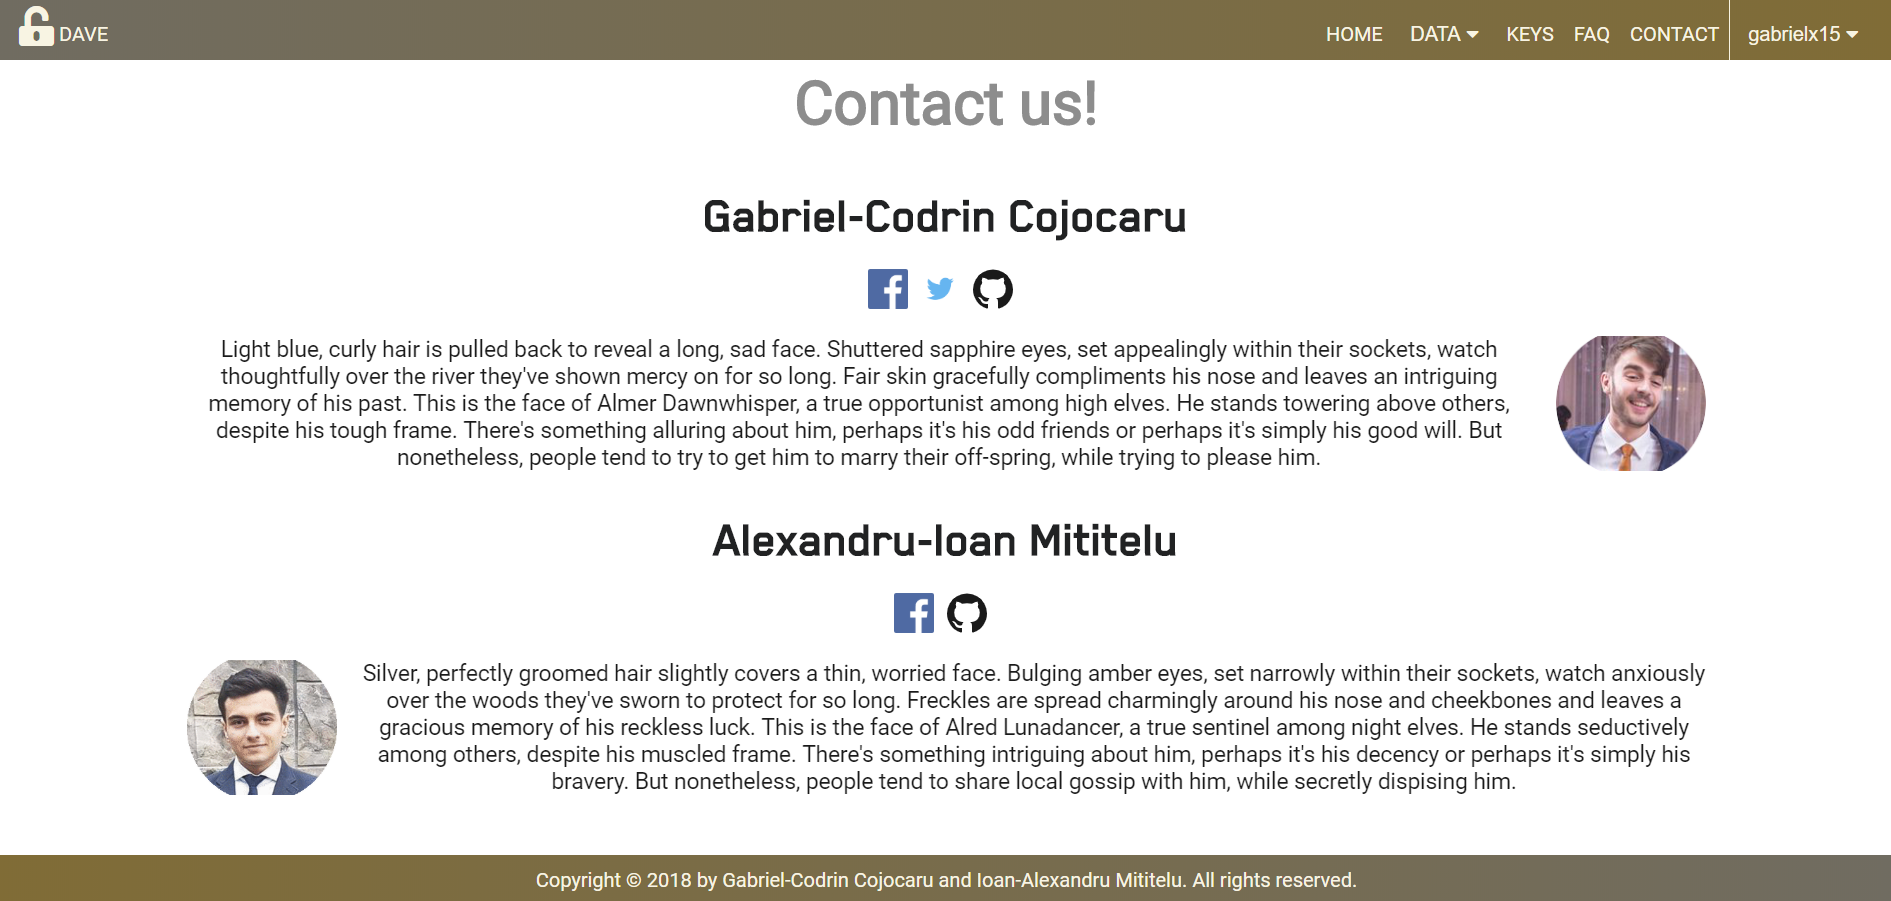 DAVE
HOME DATA KEYS FAQ CONTACT gabrielx15
Contact us!
Gabriel-Codrin Cojocaru
Light blue, curly hair is pulled back to reveal a long, sad face. Shuttered sapphire eyes, set appealingly within their sockets, watch
thoughtfully over the river they've shown mercy on for so long. Fair skin gracefully compliments his nose and leaves an intriguing
memory of his past. This is the face of Almer Dawnwhisper, a true opportunist among high elves. He stands towering above others,
despite his tough frame. There's something alluring about him, perhaps it's his odd friends or perhaps it's simply his good will. But
nonetheless, people tend to try to get him to marry their off-spring, while trying to please him.
Alexandru-Ioan Mititelu
Silver, perfectly groomed hair slightly covers a thin, worried face. Bulging amber eyes, set narrowly within their sockets, watch anxiously
over the woods they've sworn to protect for so long. Freckles are spread charmingly around his nose and cheekbones and leaves a
gracious memory of his reckless luck. This is the face of Alred Lunadancer, a true sentinel among night elves. He stands seductively
among others, despite his muscled frame. There's something intriguing about him, perhaps it's his decency or perhaps it's simply his
bravery. But nonetheless, people tend to share local gossip with him, while secretly dispising him.
Copyright © 2018 by Gabriel-Codrin Cojocaru and Ioan-Alexandru Mititelu. All rights reserved.